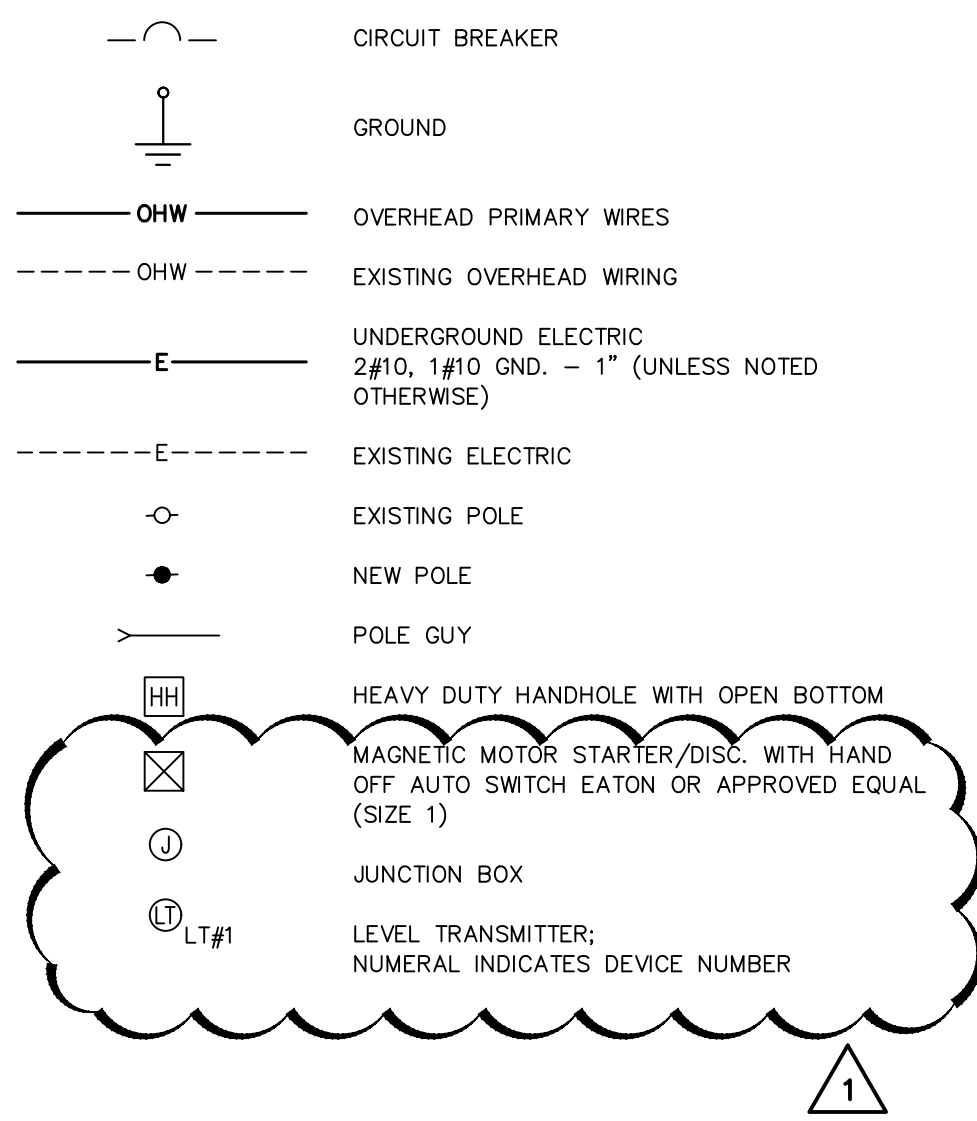 CIRCUIT BREAKER
GROUND
OHW OVERHEAD PRIMARY WIRES
OHW EXISTING OVERHEAD WIRING
UNDERGROUND ELECTRIC
E 2#10, 1#10 GND. – 1” (UNLESS NOTED
OTHERWISE)
E EXISTING ELECTRIC
EXISTING POLE
NEW POLE
POLE GUY
HH HEAVY DUTY HANDHOLE WITH OPEN BOTTOM
MAGNETIC MOTOR STARTER/DISC. WITH HAND
OFF AUTO SWITCH EATON OR APPROVED EQUAL
(SIZE 1)
J
JUNCTION BOX
LT
LT#1 LEVEL TRANSMITTER;
NUMERAL INDICATES DEVICE NUMBER
1